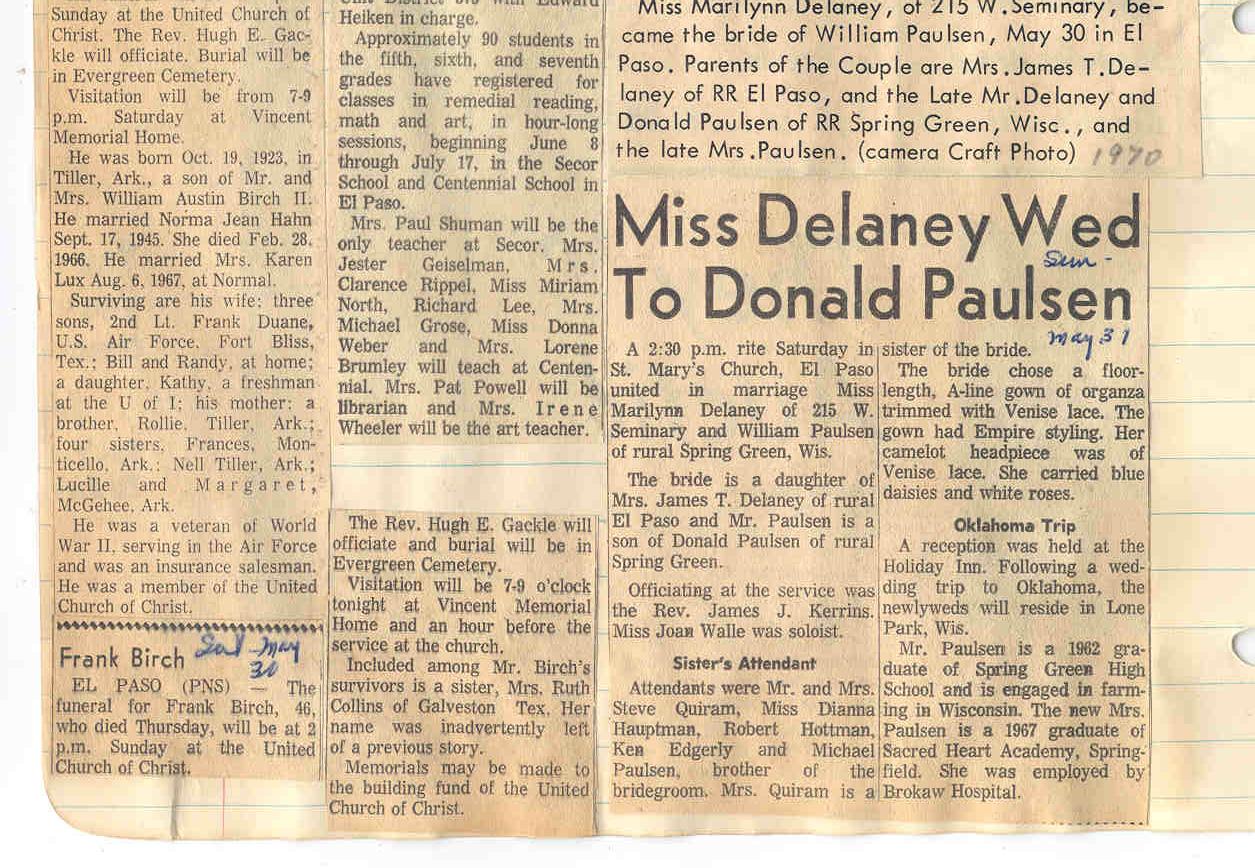 Sunday at the United Church of
Christ. The Rev. Hugh E. Gac-
kle will officiate. Burial will be
in Evergreen Cemetery.
Visitation will be from 7-9
p.m. Saturday at Vincent
Memorial Home.
He was born Oct. 19, 1923, in
Tiller, Ark., a son of Mr. and
Mrs. William Austin Birch II.
He married Norma Jean Hahn
Sept. 17, 1945. She died Feb. 28,
1966. He married Mrs. Karen
Lux Aug. 6, 1967, at Normal.
Surviving are his wife; three
sons, 2nd Lt. Frank Duane,
U.S. Air Force, Fort Bliss,
Tex.; Bill and Randy, at home;
a daughter, Kathy, a freshman
at the U of I; his mother; a
brother, Rollie, Tiller, Ark.;
four sisters, Frances, Mon-
ticello, Ark.; Nell Tiller, Ark.;
Lucille and Margaret,
McGehee, Ark.
He was a veteran of World
War II, serving in the Air Force
and was an insurance salesman.
He was a member of the United
Church of Christ.
Frank Birch Sat - May
30
EL PASO (PNS) — The
funeral for Frank Birch, 46,
who died Thursday, will be at 2
p.m. Sunday at the United
Church of Christ.
Heiken in charge.
Approximately 90 students in
the fifth, sixth, and seventh
grades have registered for
classes in remedial reading,
math and art, in hour-long
sessions, beginning June 8
through July 17, in the Secor
School and Centennial School in
El Paso.
Mrs. Paul Shuman will be the
only teacher at Secor. Mrs.
Jester Geiselman, Mrs.
Clarence Rippel, Miss Miriam
North, Richard Lee, Mrs.
Michael Grose, Miss Donna
Weber and Mrs. Lorene
Brumley will teach at Centen-
nial. Mrs. Pat Powell will be
librarian and Mrs. Irene
Wheeler will be the art teacher.
The Rev. Hugh E. Gackle will
officiate and burial will be in
Evergreen Cemetery.
Visitation will be 7-9 o'clock
tonight at Vincent Memorial
Home and an hour before the
service at the church.
Included among Mr. Birch's
survivors is a sister, Mrs. Ruth
Collins of Galveston Tex. Her
name was inadvertently left
of a previous story.
Memorials may be made to
the building fund of the United
Church of Christ.
Miss Marilynn Delaney, of 215 W.Seminary, be-
came the bride of William Paulsen, May 30 in El
Paso. Parents of the Couple are Mrs.James T.De-
laney of RR El Paso, and the Late Mr.Delaney and
Donald Paulsen of RR Spring Green, Wisc., and
the late Mrs.Paulsen. (camera Craft Photo) 1970
Miss Delaney Wed
To Donald Paulsen
Sun -
May 31
A 2:30 p.m. rite Saturday in
St. Mary's Church, El Paso
united in marriage Miss
Marilynn Delaney of 215 W.
Seminary and William Paulsen
of rural Spring Green, Wis.
The bride is a daughter of
Mrs. James T. Delaney of rural
El Paso and Mr. Paulsen is a
son of Donald Paulsen of rural
Spring Green.
Officiating at the service was
the Rev. James J. Kerrins.
Miss Joan Walle was soloist.
Sister's Attendant
Attendants were Mr. and Mrs.
Steve Quiram, Miss Dianna
Hauptman, Robert Hottman,
Ken Edgerly and Michael
Paulsen, brother of the
bridegroom. Mrs. Quiram is a
sister of the bride.
The bride chose a floor-
length, A-line gown of organza
trimmed with Venise lace. The
gown had Empire styling. Her
camelot headpiece was of
Venise lace. She carried blue
daisies and white roses.
Oklahoma Trip
A reception was held at the
Holiday Inn. Following a wed-
ding trip to Oklahoma, the
newlyweds will reside in Lone
Park, Wis.
Mr. Paulsen is a 1962 gra-
duate of Spring Green High
School and is engaged in farm-
ing in Wisconsin. The new Mrs.
Paulsen is a 1967 graduate of
Sacred Heart Academy, Spring-
field. She was employed by
Brokaw Hospital.